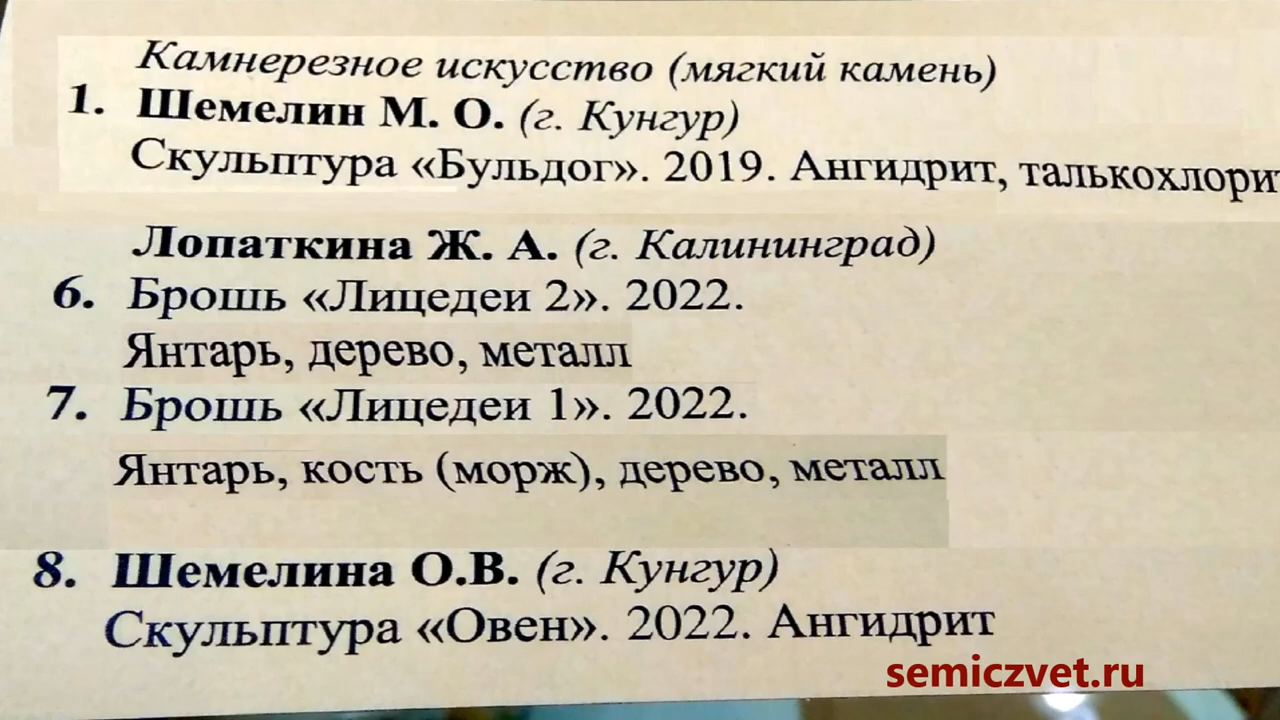 Камнерезное искусство (мягкий камень)
1. Шемелин М. О. (г. Кунгур)
Скульптура «Бульдог». 2019. Ангидрит, талькохлорит
Лопаткина Ж. А. (г. Калининград)
6. Брошь «Лицедеи 2». 2022.
Янтарь, дерево, металл
7. Брошь «Лицедеи 1». 2022.
Янтарь, кость (морж), дерево, металл
8. Шемелина О.В. (г. Кунгур)
Скульптура «Овен». 2022. Ангидрит
semiczvet.ru